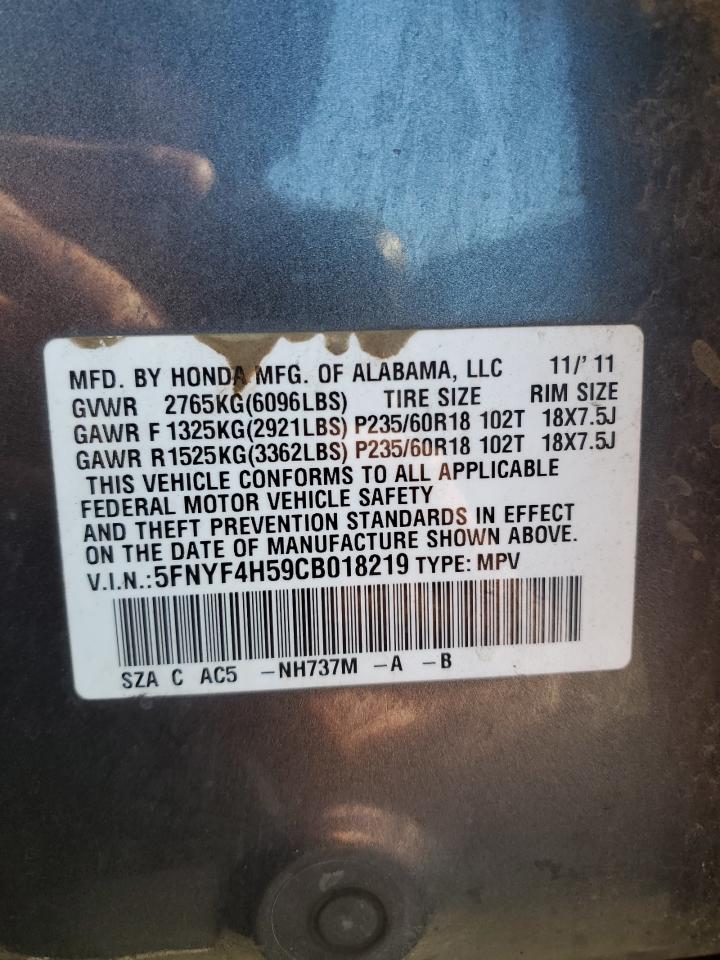 MFD. BY HONDA MFG. OF ALABAMA, LLC 11/'11
GVWR 2765KG(6096LBS) TIRE SIZE RIM SIZE
GAWR F 1325KG(2921LBS) P235/60R18 102T 18X7.5J
GAWR R 1525KG(3362LBS) P235/60R18 102T 18X7.5J
THIS VEHICLE CONFORMS TO ALL APPLICABLE
FEDERAL MOTOR VEHICLE SAFETY
AND THEFT PREVENTION STANDARDS IN EFFECT
ON THE DATE OF MANUFACTURE SHOWN ABOVE.
V.I.N.:5FNYF4H59CB018219 TYPE: MPV
SZA C AC5 -NH737M -A -B